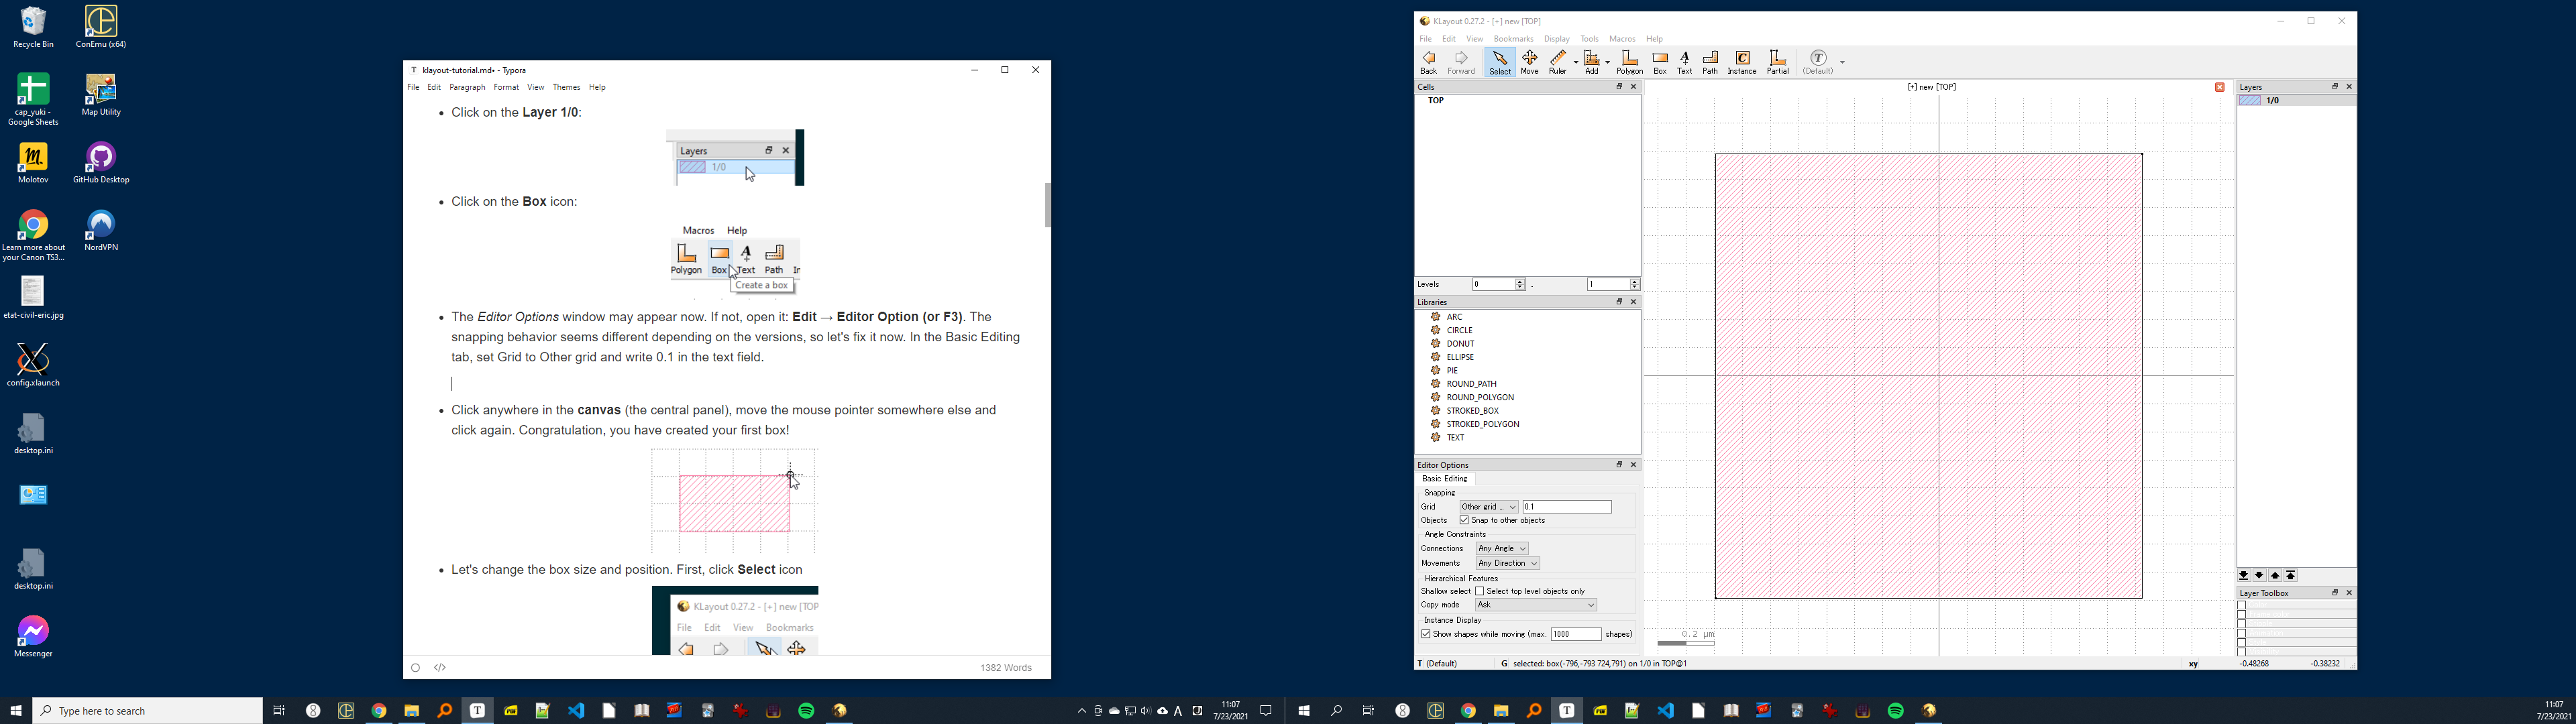 Recycle Bin
ConEmu (x64)
cap_yuki -
Google Sheets
Map Utility
Molotov
GitHub Desktop
Learn more about
your Canon TS3...
NordVPN
etat-civil-eric.jpg
config.xlaunch
desktop.ini
desktop.ini
Messenger
klayout-tutorial.md• - Typora
File Edit Paragraph Format View Themes Help
• Click on the Layer 1/0:
Layers
1/0
• Click on the Box icon:
Macros Help
Polygon Box Text Path In
Create a box
• The Editor Options window may appear now. If not, open it: Edit → Editor Option (or F3). The
snapping behavior seems different depending on the versions, so let's fix it now. In the Basic Editing
tab, set Grid to Other grid and write 0.1 in the text field.
• Click anywhere in the canvas (the central panel), move the mouse pointer somewhere else and
click again. Congratulation, you have created your first box!
• Let's change the box size and position. First, click Select icon
KLayout 0.27.2 - [+] new [TOP
File Edit View Bookmarks
</> 1382 Words
KLayout 0.27.2 - [+] new [TOP]
File Edit View Bookmarks Display Tools Macros Help
Back Forward Select Move Ruler Add Polygon Box Text Path Instance Partial (Default)
Cells
TOP
[+] new [TOP]
Layers
1/0
Levels 0 .. 1
Libraries
ARC
CIRCLE
DONUT
ELLIPSE
PIE
ROUND_PATH
ROUND_POLYGON
STROKED_BOX
STROKED_POLYGON
TEXT
Editor Options
Basic Editing
Snapping
Grid Other grid ... 0.1
Objects Snap to other objects
Angle Constraints
Connections Any Angle
Movements Any Direction
Hierarchical Features
Shallow select Select top level objects only
Copy mode Ask
Instance Display
Show shapes while moving (max. 1000 shapes)
0.2 µm
Layer Toolbox
T (Default) G selected: box(-796,-793 724,791) on 1/0 in TOP@1 xy -0.48268 -0.38232
Type here to search
11:07
7/23/2021
11:07
7/23/2021